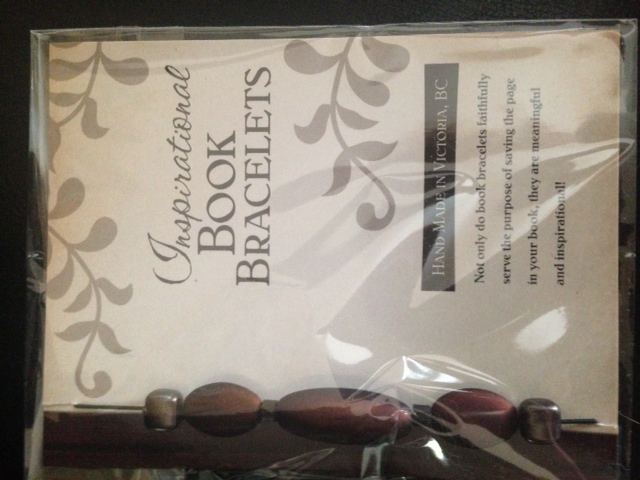 Inspirational
BOOK
BRACELETS
HAND MADE IN VICTORIA, BC
Not only do book bracelets faithfully
serve the purpose of saving the page
in your book, they are meaningful
and inspirational!